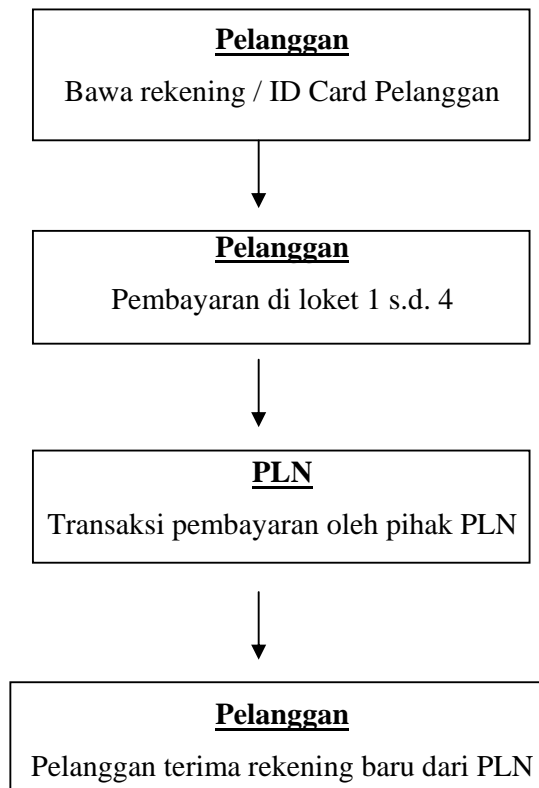 Pelanggan
Bawa rekening / ID Card Pelanggan
Pelanggan
Pembayaran di loket 1 s.d. 4
PLN
Transaksi pembayaran oleh pihak PLN
Pelanggan
Pelanggan terima rekening baru dari PLN